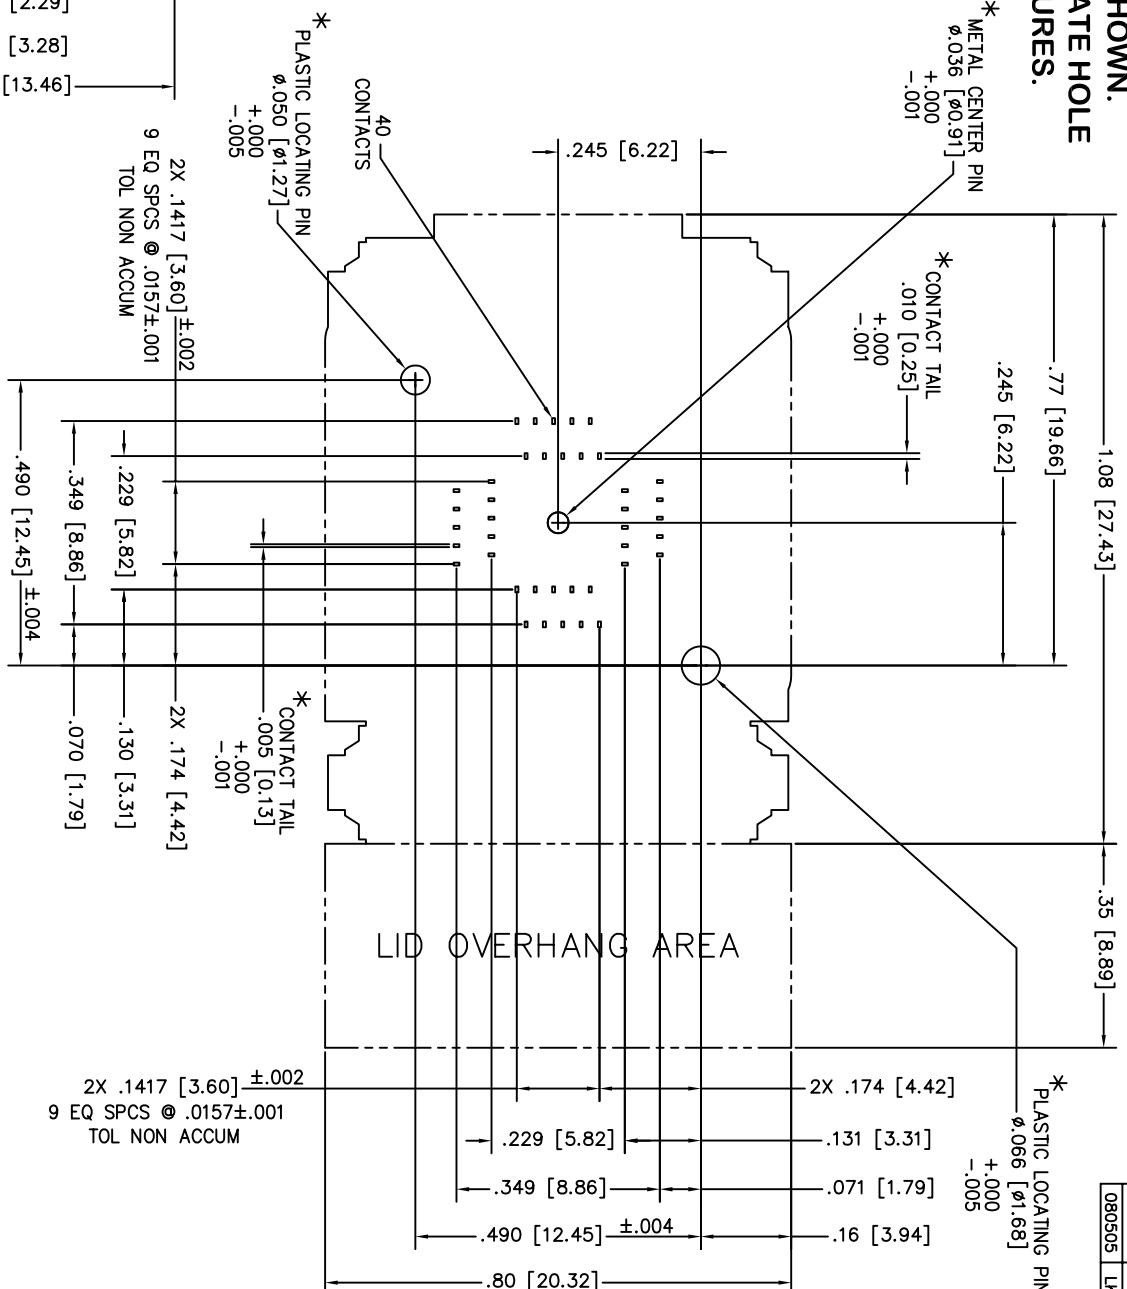 HOWN.
ATE HOLE
URES.
[2.29]
[3.28]
[13.46]
* METAL CENTER PIN
ø.036 [ø0.91]
+.000
-.001
* PLASTIC LOCATING PIN
ø.050 [ø1.27]
+.000
-.005
40
CONTACTS
.245 [6.22]
* CONTACT TAIL
.010 [0.25]
+.000
-.001
.245 [6.22]
.77 [19.66]
1.08 [27.43]
.35 [8.89]
2X .1417 [3.60] ±.002
9 EQ SPCS @ .0157±.001
TOL NON ACCUM
.229 [5.82]
.349 [8.86]
.490 [12.45] ±.004
2X .174 [4.42]
.130 [3.31]
.070 [1.79]
* CONTACT TAIL
.005 [0.13]
+.000
-.001
LID OVERHANG AREA
* PLASTIC LOCATING PIN
ø.066 [ø1.68]
+.000
-.005
2X .1417 [3.60] ±.002
9 EQ SPCS @ .0157±.001
TOL NON ACCUM
2X .174 [4.42]
.229 [5.82]
.131 [3.31]
.349 [8.86]
.071 [1.79]
.490 [12.45] ±.004
.16 [3.94]
.80 [20.32]
080505